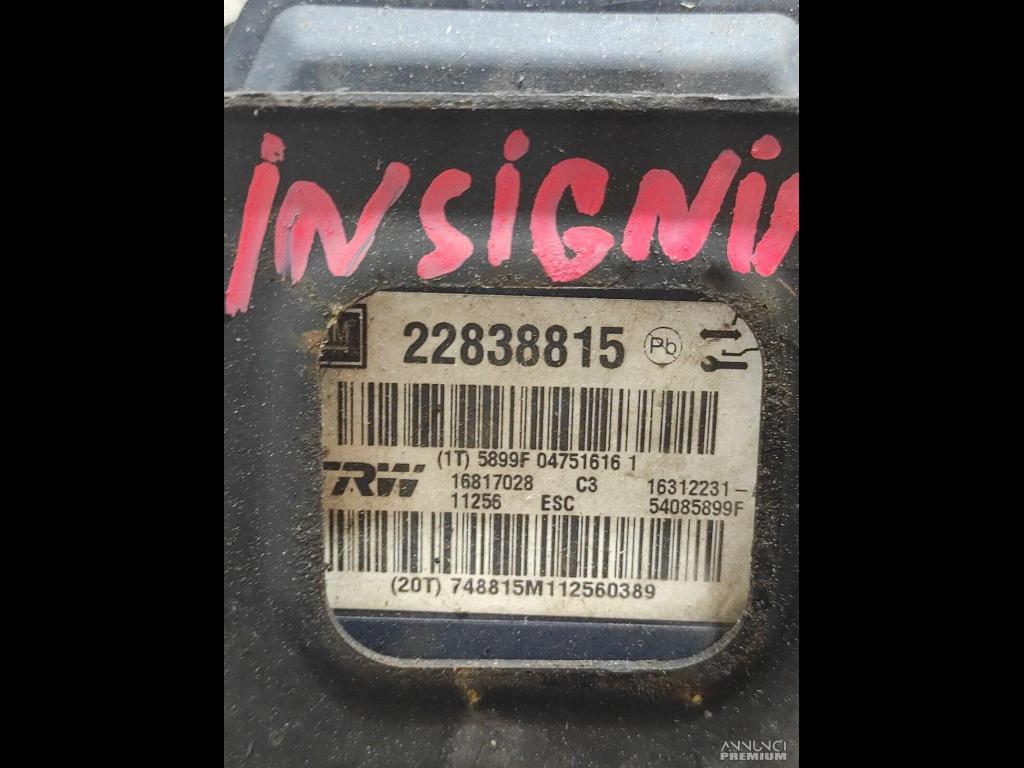 INSIGNI
22838815 Pb
(1T) 5899F 04751616 1
TRW 16817028 C3 16312231-
11256 ESC 54085899F
(20T) 748815M112560389
ANNUNCI
PREMIUM